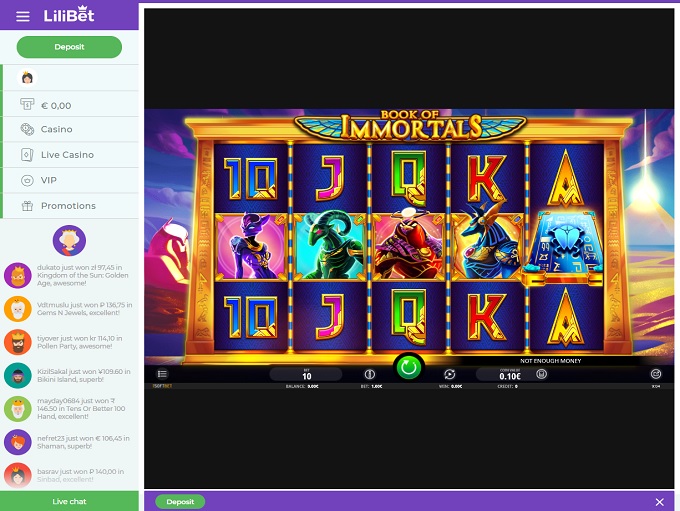 LiliBet
Deposit
€ 0,00
Casino
Live Casino
VIP
Promotions
dukato just won zł 97,45 in
Kingdom of the Sun: Golden
Age, awesome!
Vdtmuslu just won ₽ 136,75 in
Gems N Jewels, excellent!
tiyover just won kr 114,10 in
Pollen Party, awesome!
KizilSakal just won ¥109.60 in
Bikini Island, superb!
mayday0684 just won ₹
146.50 in Tens Or Better 100
Hand, excellent!
nefret23 just won € 106,45 in
Shaman, superb!
basrav just won ₽ 140,00 in
Sinbad, excellent!
Live chat
BOOK OF
IMMORTALS
10 J Q K A
10 J Q K A
NOT ENOUGH MONEY
BET
10
COIN VALUE
0.10€
ISOFTBET
BALANCE: 0.00€ BET: 1.00€ WIN: 0.00€ CREDIT: 0
Deposit